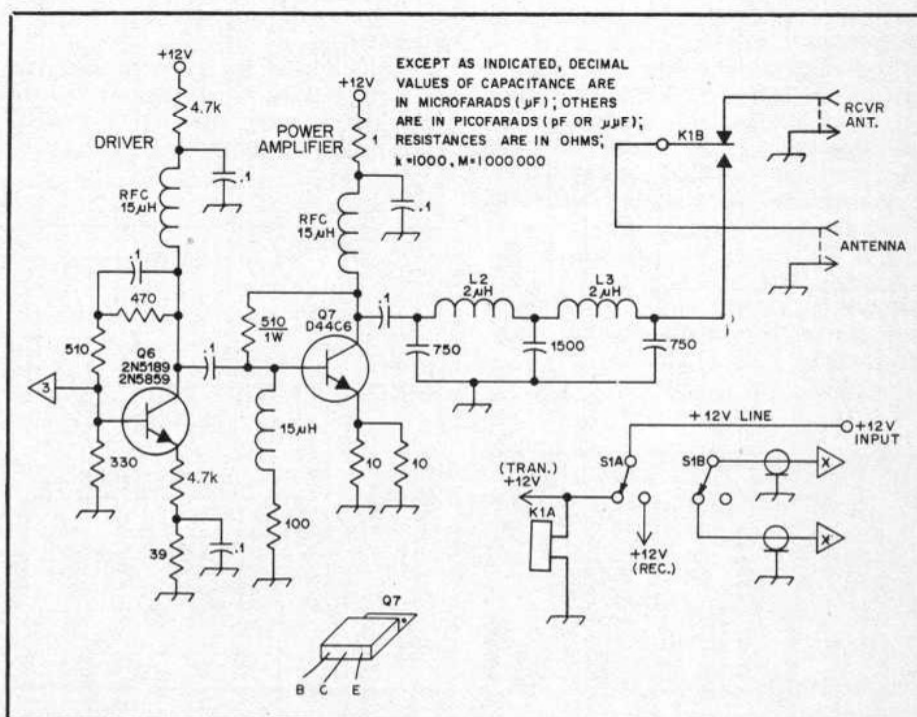 +12V
4.7k
DRIVER
.1
RFC
15µH
.1
470
510
Q6
2N5189
2N5859
3
330
4.7k
39
.1
+12V
POWER
AMPLIFIER
1
.1
RFC
15µH
510
1W
Q7
D44C6
.1
15µH
100
10
10
EXCEPT AS INDICATED, DECIMAL
VALUES OF CAPACITANCE ARE
IN MICROFARADS (µF); OTHERS
ARE IN PICOFARADS (pF OR µµF);
RESISTANCES ARE IN OHMS;
k=1000, M=1000000
.1
L2
2µH
L3
2µH
750
1500
750
K1B
RCVR
ANT.
ANTENNA
+12V LINE
+12V
INPUT
S1A
S1B
X
X
(TRAN.)
+12V
K1A
+12V
(REC.)
Q7
B C E